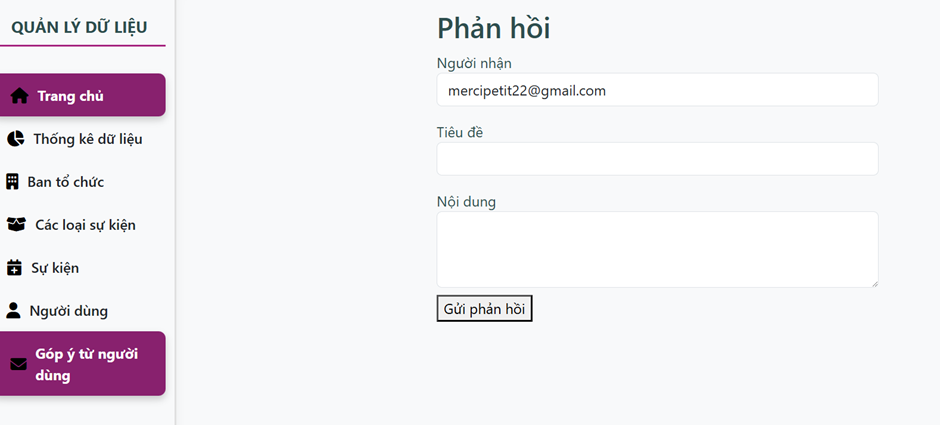 QUẢN LÝ DỮ LIỆU
Trang chủ
Thống kê dữ liệu
Ban tổ chức
Các loại sự kiện
Sự kiện
Người dùng
Góp ý từ người
dùng
Phản hồi
Người nhận
mercipetit22@gmail.com
Tiêu đề
Nội dung
Gửi phản hồi